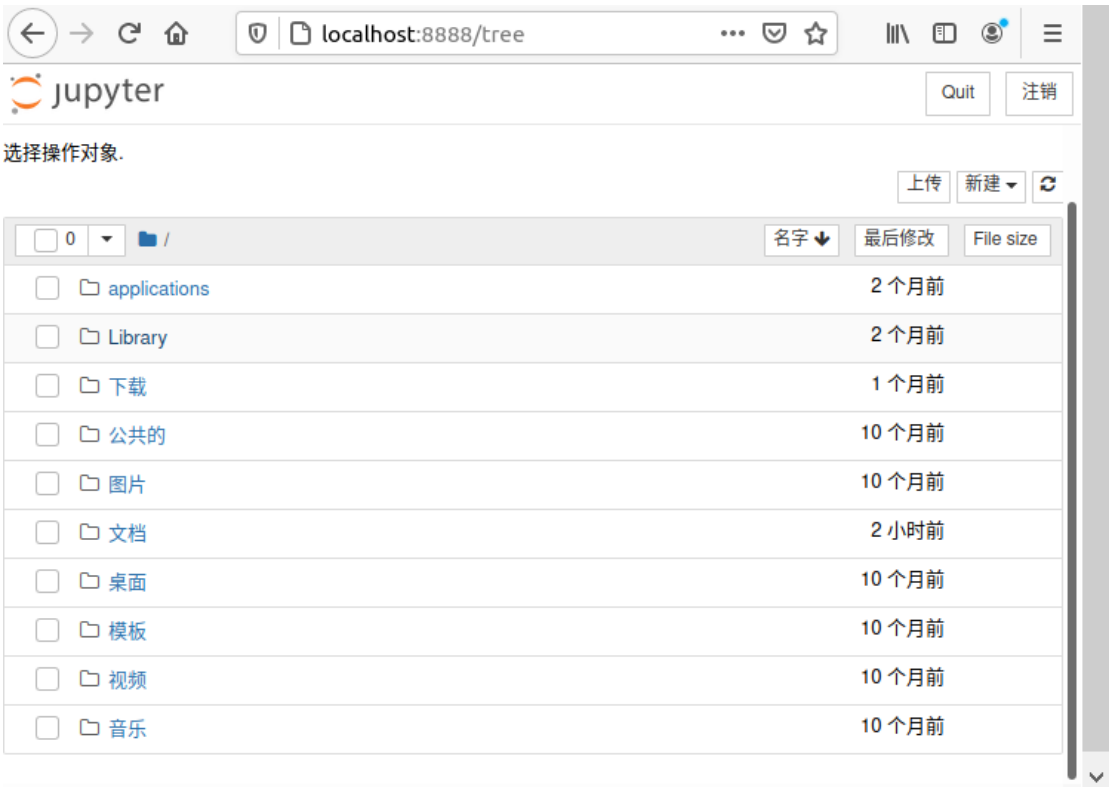 localhost:8888/tree
jupyter Quit 注销
选择操作对象.
上传 新建
0 / 名字 最后修改 File size
applications 2 个月前
Library 2 个月前
下载 1 个月前
公共的 10 个月前
图片 10 个月前
文档 2 小时前
桌面 10 个月前
模板 10 个月前
视频 10 个月前
音乐 10 个月前